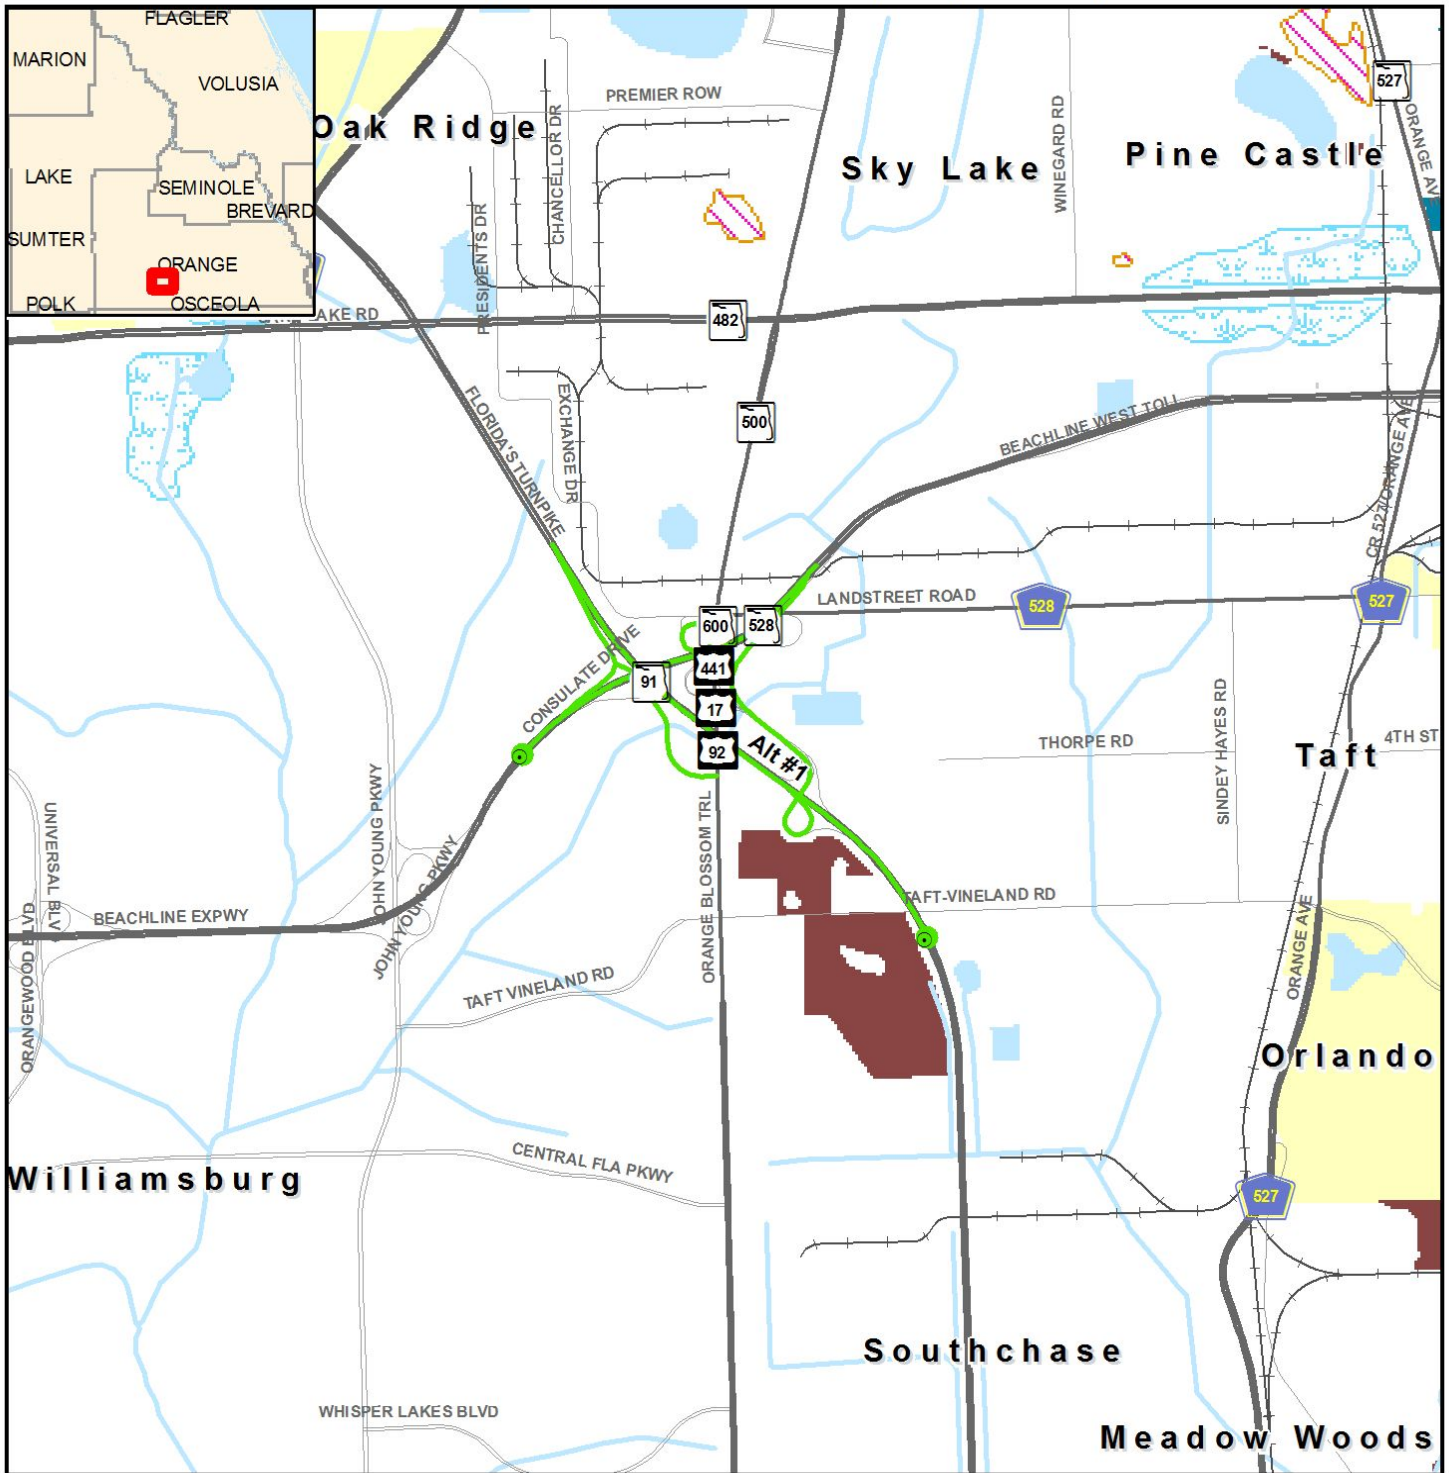 FLAGLER
MARION
VOLUSIA
LAKE
SEMINOLE
BREVARD
SUMTER
ORANGE
POLK
OSCEOLA
Oak Ridge
PREMIER ROW
CHANCELLOR DR
PRESIDENTS DR
Sky Lake
WINEGARD RD
Pine Castle
527
ORANGE AVE
LAKE RD
482
500
FLORIDA'S TURNPIKE
EXCHANGE DR
BEACHLINE WEST TOLL
CR 527/ORANGE AVE
LANDSTREET ROAD
528
527
600
528
441
91
17
92
CONSULATE DRIVE
Alt #1
THORPE RD
SINDEY HAYES RD
Taft
4TH ST
UNIVERSAL BLV
JOHN YOUNG PKWY
JOHN YOUNG PKWY
ORANGE BLOSSOM TRL
BEACHLINE EXPWY
ORANGEWOOD BLVD
TAFT-VINELAND RD
TAFT VINELAND RD
ORANGE AVE
Orlando
CENTRAL FLA PKWY
Williamsburg
527
Southchase
WHISPER LAKES BLVD
Meadow Woods